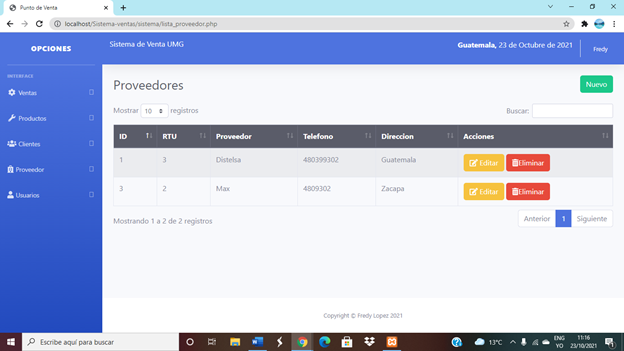 Punto de Venta
localhost/Sistema-ventas/sistema/lista_proveedor.php
OPCIONES
Sistema de Venta UMG
Guatemala, 23 de Octubre de 2021
Fredy
INTERFACE
Ventas
Productos
Clientes
Proveedor
Usuarios
Proveedores
Nuevo
Mostrar 10 registros
Buscar:
ID RTU Proveedor Telefono Direccion Acciones
1 3 Distelsa 480399302 Guatemala Editar Eliminar
3 2 Max 4809302 Zacapa Editar Eliminar
Mostrando 1 a 2 de 2 registros
Anterior 1 Siguiente
Copyright © Fredy Lopez 2021
Escribe aquí para buscar
13°C
ENG
YO
11:16
23/10/2021